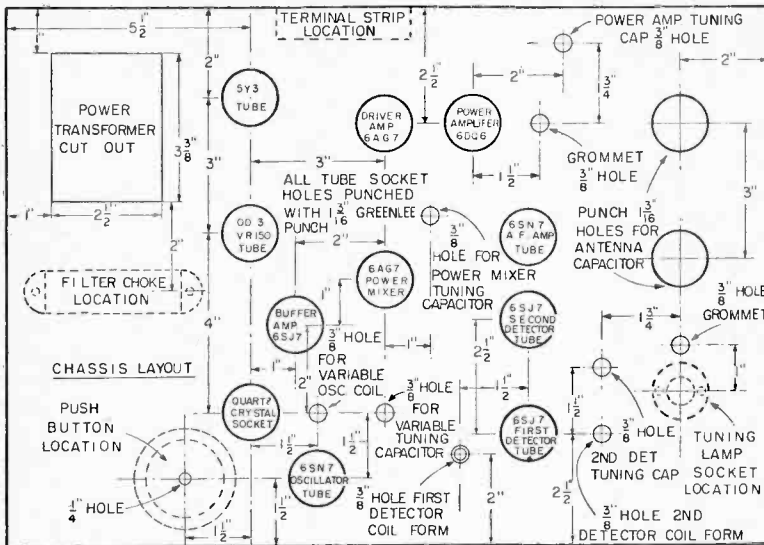 5 1/2"
1"
TERMINAL STRIP
LOCATION
POWER AMP TUNING
CAP 3/8" HOLE
2"
2 1/2"
2"
2"
3/4"
5Y3
TUBE
DRIVER
AMP
6AG7
POWER
AMPLIFER
6DQ6
POWER
TRANSFORMER
CUT OUT
3 3/8"
3"
3"
1 1/2"
GROMMET
3/8" HOLE
3"
ALL TUBE SOCKET
HOLES PUNCHED
WITH 1 3/16" GREENLEE
PUNCH
1"
2 1/2"
2"
OD 3
VR150
TUBE
2"
3/8"
HOLE FOR
POWER MIXER
TUNING
CAPACITOR
6SN7
A.F. AMP
TUBE
PUNCH 1 3/16"
HOLES FOR
ANTENNA
CAPACITOR
FILTER CHOKE
LOCATION
6AG7
POWER
MIXER
1"
3/8" HOLE
GROMMET
1 3/4"
4"
BUFFER
AMP
6SJ7
3/8" HOLE
FOR
VARIABLE
OSC COIL
6SJ7
SECOND
DETECTOR
TUBE
1"
1"
2"
2 1/2"
1"
CHASSIS LAYOUT
1 1/2"
1 1/2"
PUSH
BUTTON
LOCATION
QUARTZ
CRYSTAL
SOCKET
3/8" HOLE
FOR
VARIABLE
TUNING
CAPACITOR
6SJ7
FIRST
DETECTOR
TUBE
3/8"
HOLE
2ND DET
TUNING CAP
TUNING
LAMP
SOCKET
LOCATION
1 1/2"
1 1/2"
6SN7
OSCILLATOR
TUBE
1/4" HOLE
1 1/2"
1 1/2"
3/8"
HOLE FIRST
DETECTOR
COIL FORM
2"
2 1/2"
3/8" HOLE 2ND
DETECTOR COIL FORM